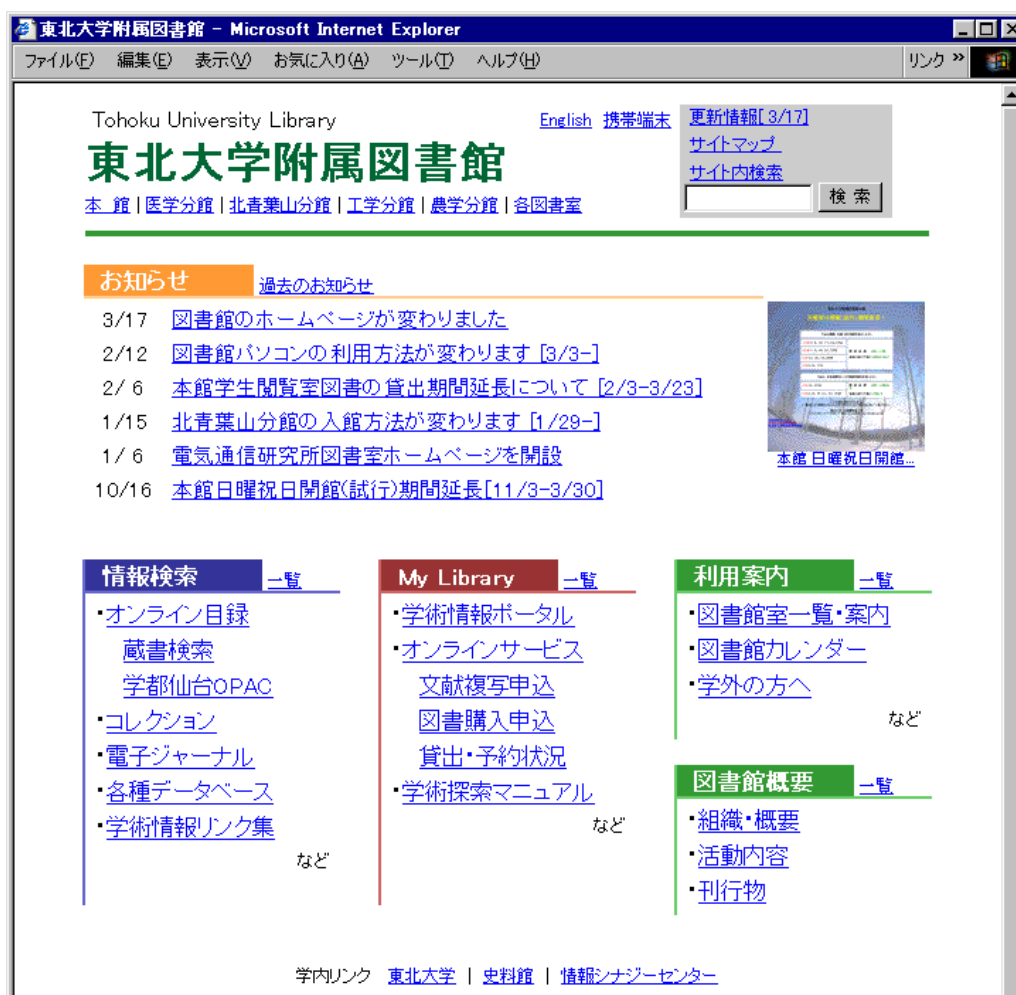 東北大学附属図書館 - Microsoft Internet Explorer
ファイル(F) 編集(E) 表示(V) お気に入り(A) ツール(T) ヘルプ(H) リンク »
Tohoku University Library
English 携帯端末
東北大学附属図書館
本 館 | 医学分館 | 北青葉山分館 | 工学分館 | 農学分館 | 各図書室
更新情報[ 3/17]
サイトマップ
サイト内検索
検 索
お知らせ 過去のお知らせ
3/17 図書館のホームページが変わりました
2/12 図書館パソコンの利用方法が変わります [3/3-]
2/ 6 本館学生閲覧室図書の貸出期間延長について [2/3-3/23]
1/15 北青葉山分館の入館方法が変わります [1/29-]
1/ 6 電気通信研究所図書室ホームページを開設
10/16 本館日曜祝日開館(試行)期間延長[11/3-3/30]
本館 日曜祝日開館...
情報検索 一覧
・オンライン目録
蔵書検索
学都仙台OPAC
・コレクション
・電子ジャーナル
・各種データベース
・学術情報リンク集
など
My Library 一覧
・学術情報ポータル
・オンラインサービス
文献複写申込
図書購入申込
貸出・予約状況
・学術探索マニュアル
など
利用案内 一覧
・図書館室一覧・案内
・図書館カレンダー
・学外の方へ
など
図書館概要 一覧
・組織・概要
・活動内容
・刊行物
学内リンク 東北大学 | 史料館 | 情報シナジーセンター